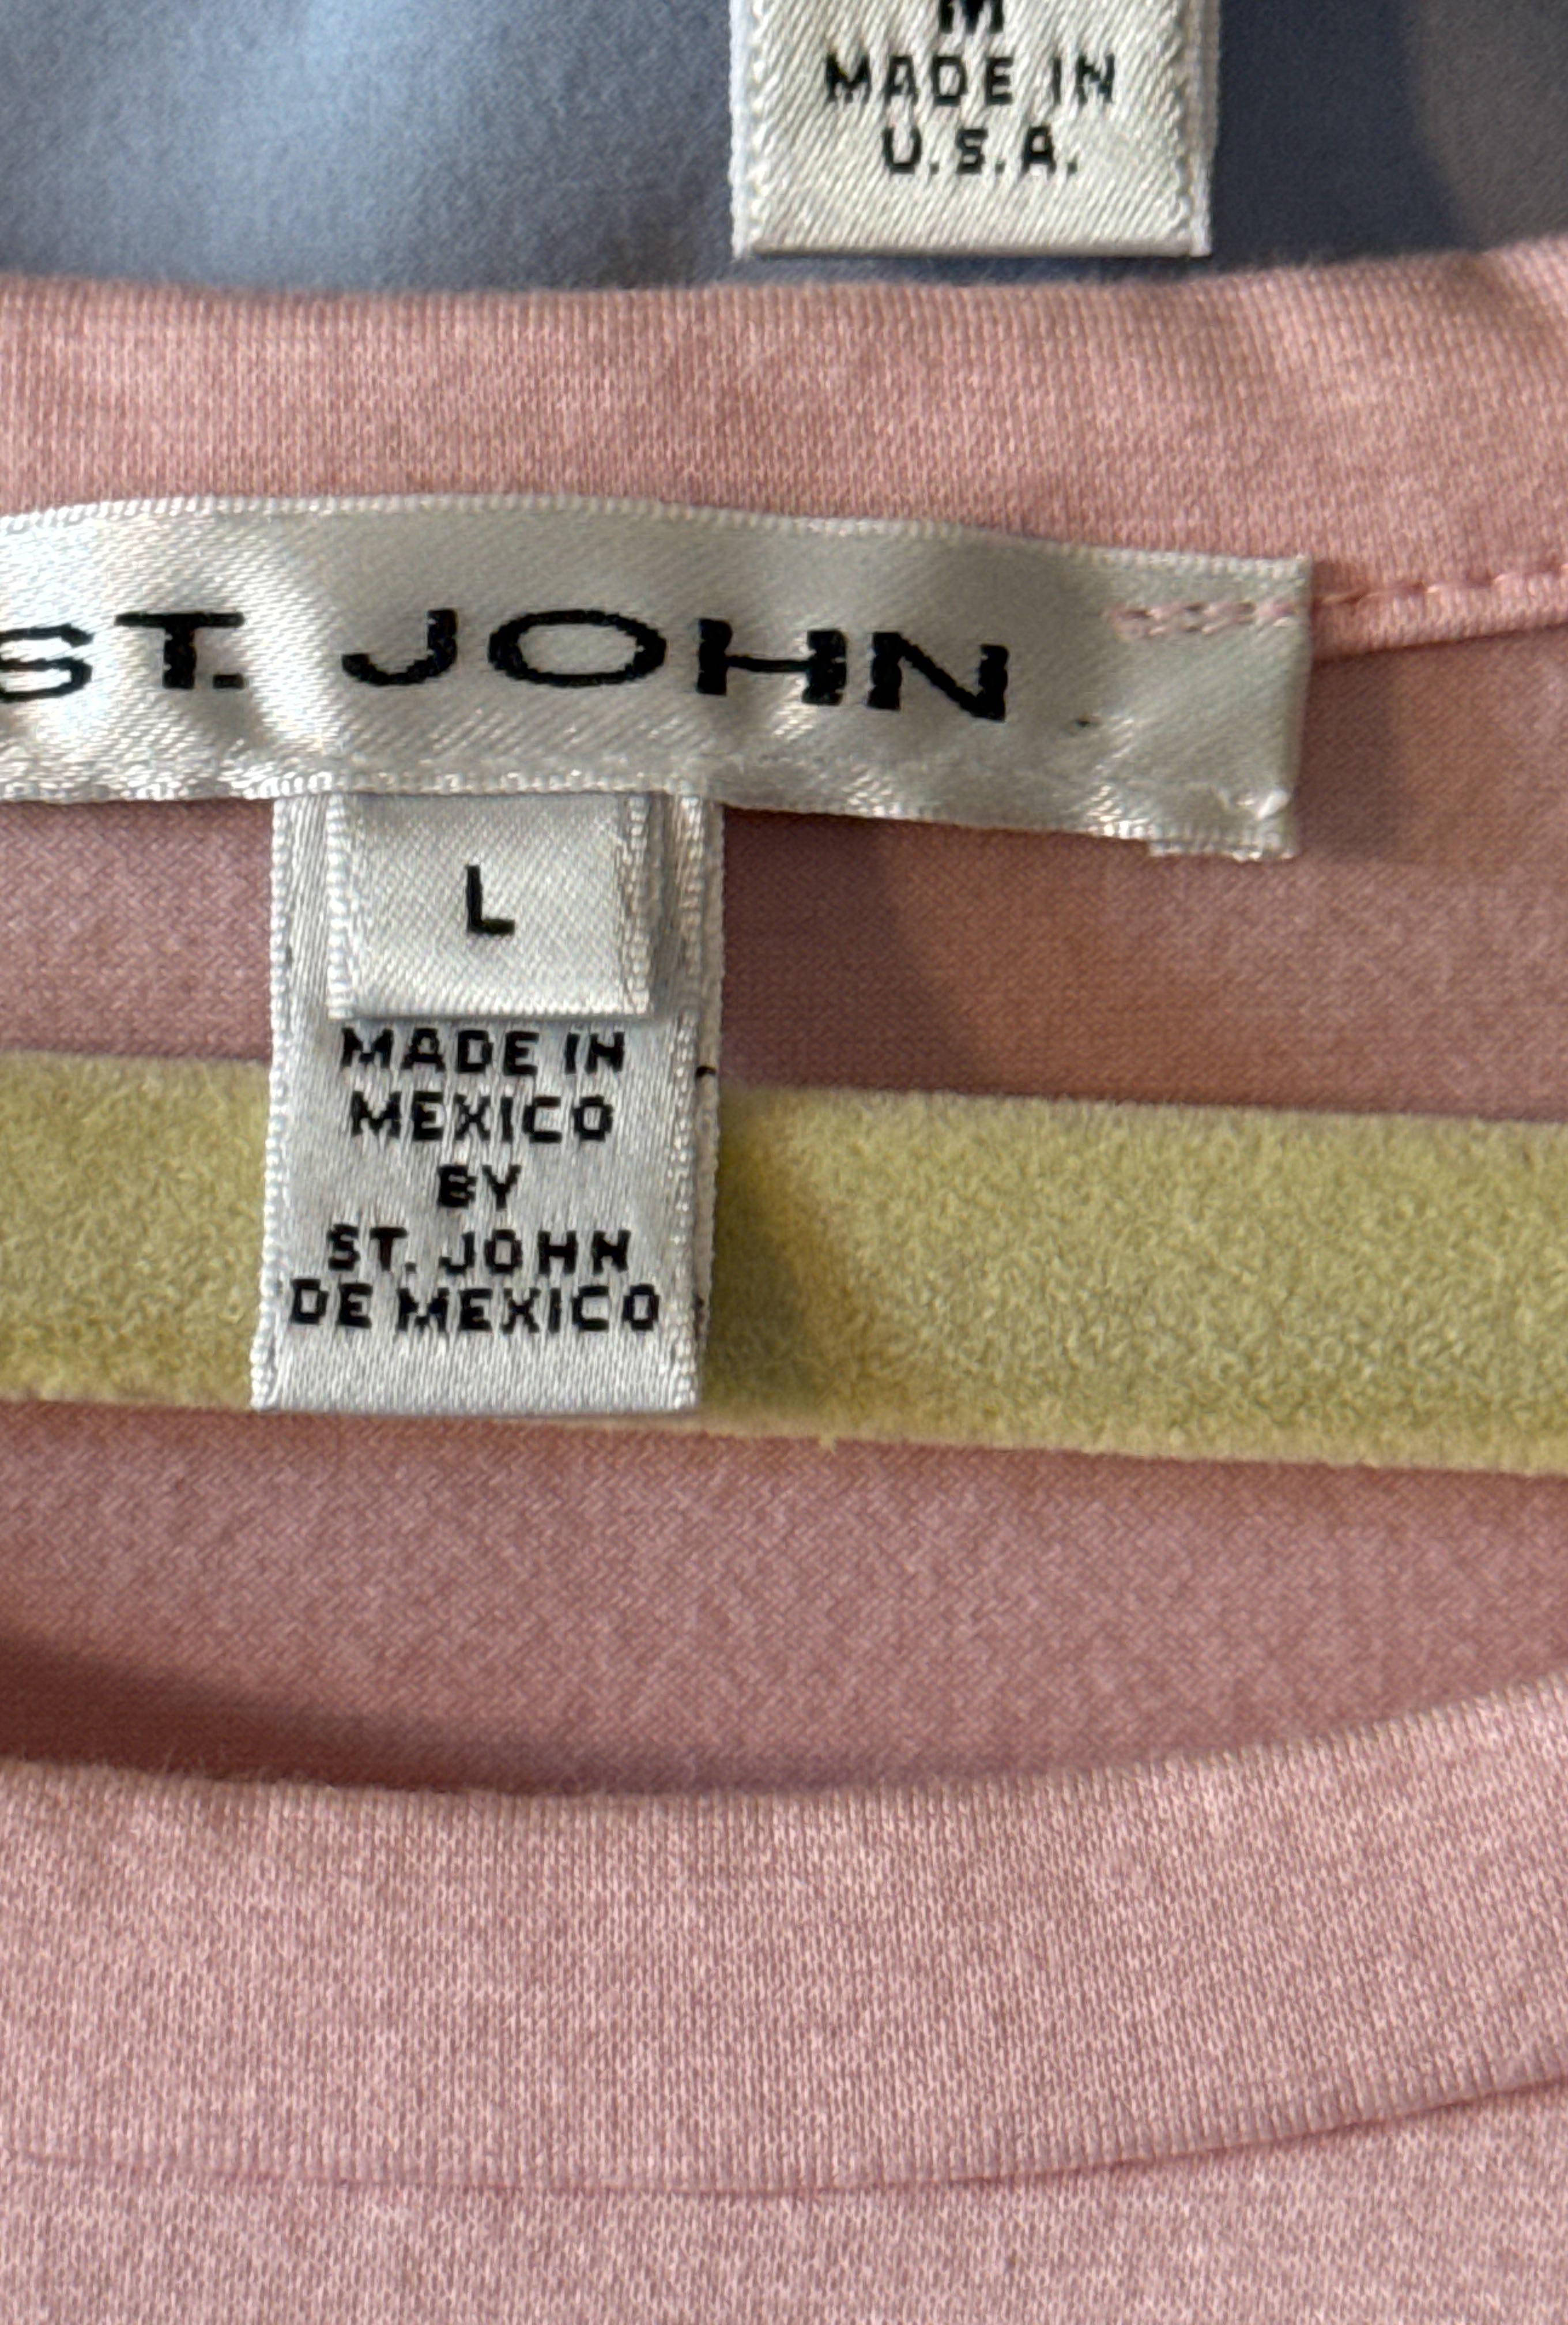 M
MADE IN
U.S.A.
ST. JOHN
L
MADE IN
MEXICO
BY
ST. JOHN
DE MEXICO